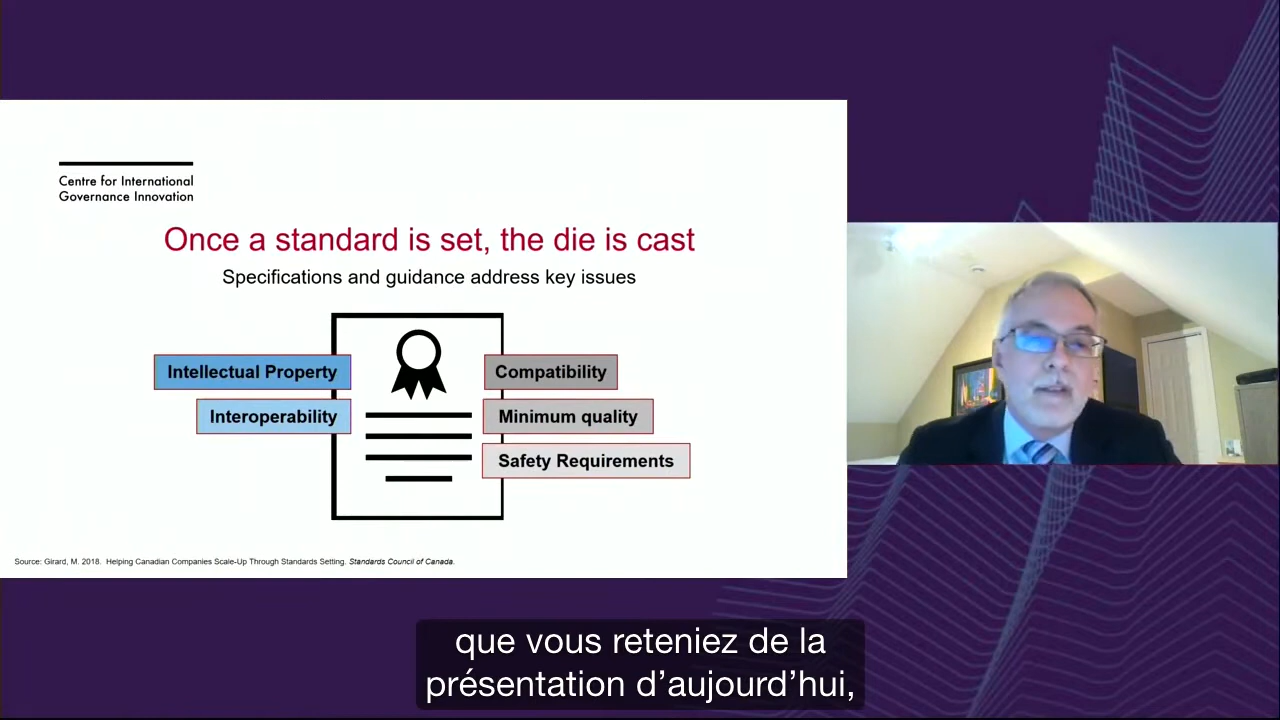 Centre for International
Governance Innovation
Once a standard is set, the die is cast
Specifications and guidance address key issues
Intellectual Property
Interoperability
Compatibility
Minimum quality
Safety Requirements
Source: Girard, M. 2018. Helping Canadian Companies Scale-Up Through Standards Setting. Standards Council of Canada.
que vous reteniez de la
présentation d’aujourd’hui,